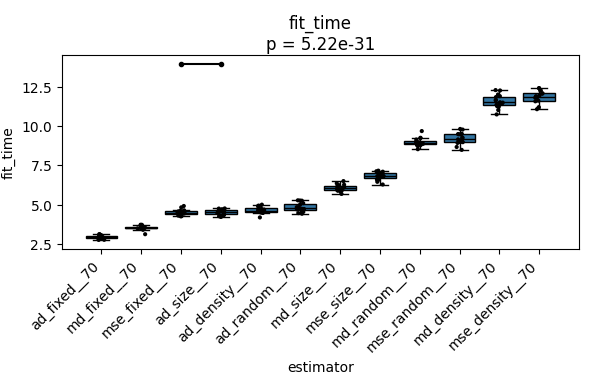 fit_time
p = 5.22e-31
12.5
10.0
7.5
5.0
2.5
fit_time
ad_fixed__70
md_fixed__70
mse_fixed__70
ad_size__70
ad_density__70
ad_random__70
md_size__70
mse_size__70
md_random__70
mse_random__70
md_density__70
mse_density__70
estimator